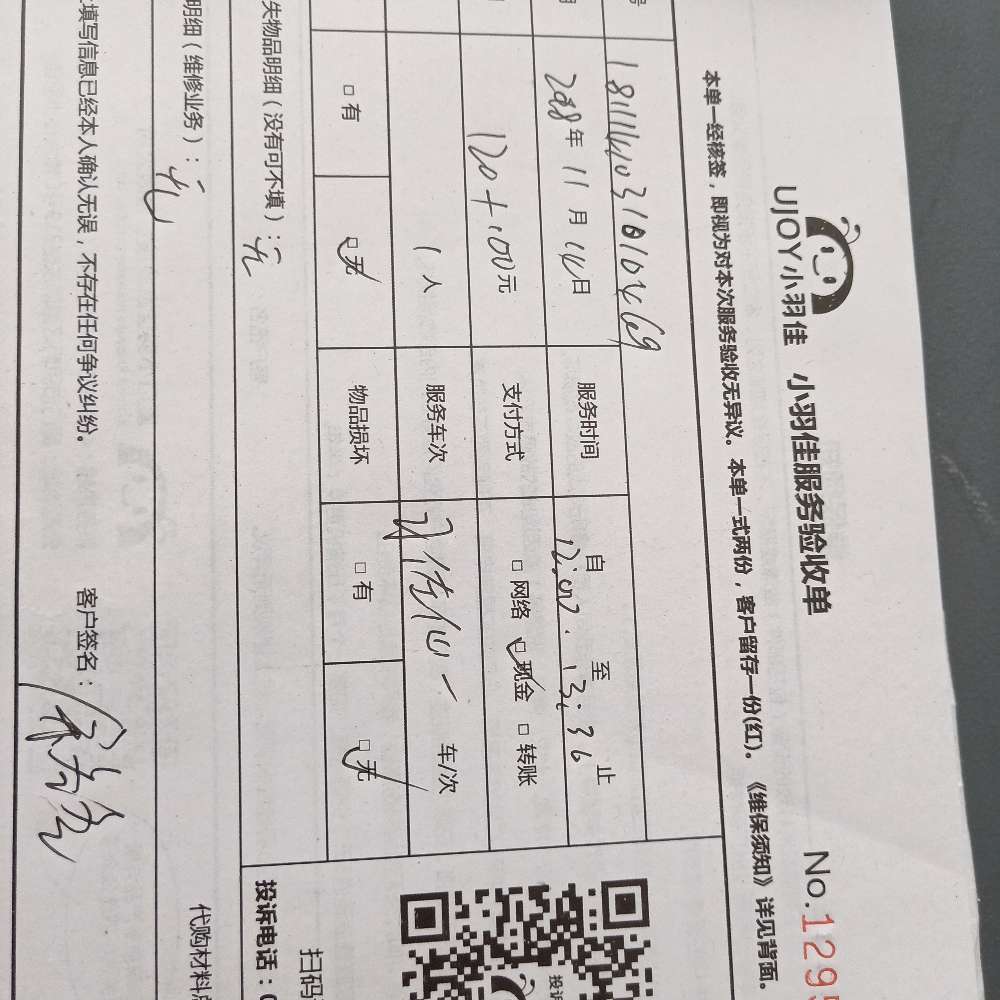 UJOY小羽佳 小羽佳服务验收单 No.1295
本单一经核签，即视为对本次服务验收无异议。本单一式两份，客户留存一份(红)。《维保须知》详见背面。
服务时间 自 12: 至 13:36 止
2018年11月14日 支付方式 □网络 □现金 □转账
120+.00元
1人 服务车次 车/次
□有 □无 物品损坏 □有 □无
失物品明细（没有可不填）：无
投诉电话：
扫码
明细（维修业务）：无
代购材料
填写信息已经本人确认无误，不存在任何争议纠纷。 客户签名：